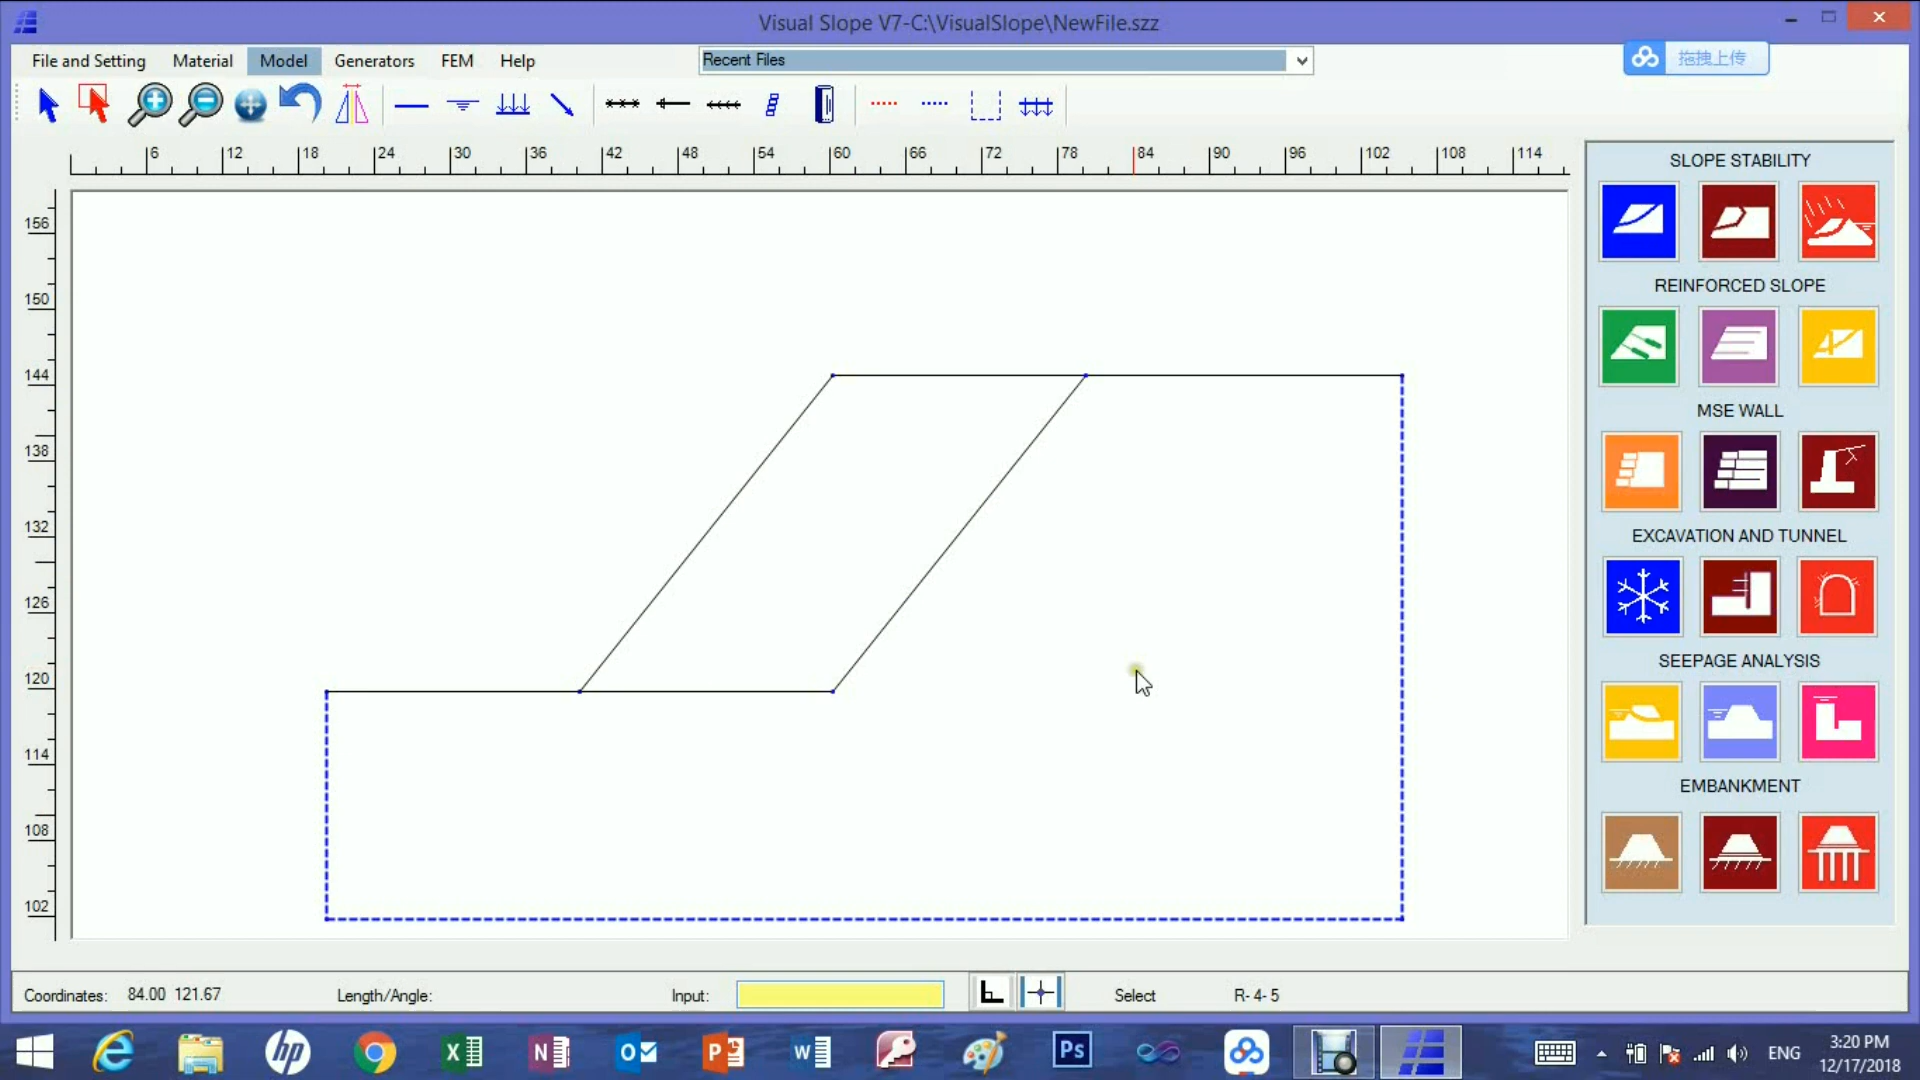 Visual Slope V7-C:\VisualSlope\NewFile.szz
File and Setting Material Model Generators FEM Help
Recent Files
拖拽上传
6 12 18 24 30 36 42 48 54 60 66 72 78 84 90 96 102 108 114
156
150
144
138
132
126
120
114
108
102
SLOPE STABILITY
REINFORCED SLOPE
MSE WALL
EXCAVATION AND TUNNEL
SEEPAGE ANALYSIS
EMBANKMENT
Coordinates: 84.00 121.67 Length/Angle: Input: Select R- 4- 5
hp
X
N
O
P
W
Ps
ENG
3:20 PM
12/17/2018